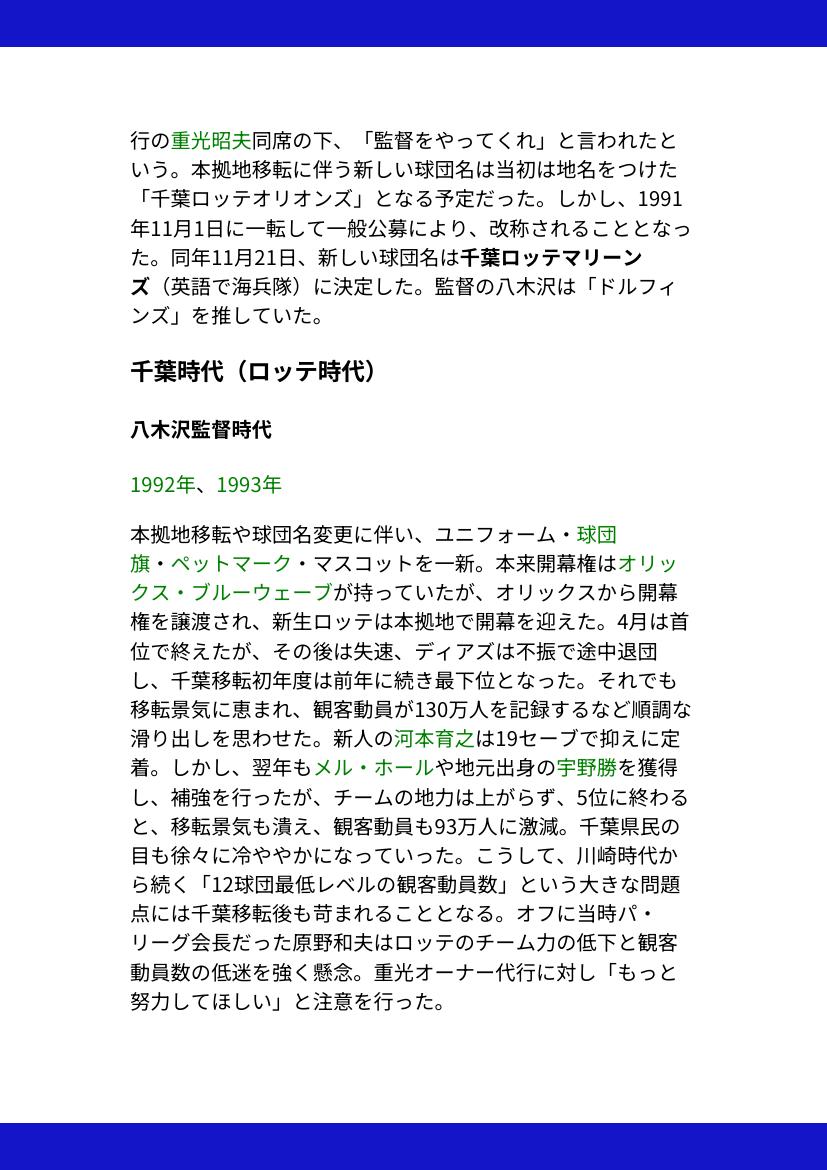 行の重光昭夫同席の下、「監督をやってくれ」と言われたと
いう。本拠地移転に伴う新しい球団名は当初は地名をつけた
「千葉ロッテオリオンズ」となる予定だった。しかし、1991
年11月1日に一転して一般公募により、改称されることとなっ
た。同年11月21日、新しい球団名は千葉ロッテマリーン
ズ（英語で海兵隊）に決定した。監督の八木沢は「ドルフィ
ンズ」を推していた。
千葉時代（ロッテ時代）
八木沢監督時代
1992年、1993年
本拠地移転や球団名変更に伴い、ユニフォーム・球団
旗・ペットマーク・マスコットを一新。本来開幕権はオリッ
クス・ブルーウェーブが持っていたが、オリックスから開幕
権を譲渡され、新生ロッテは本拠地で開幕を迎えた。4月は首
位で終えたが、その後は失速、ディアズは不振で途中退団
し、千葉移転初年度は前年に続き最下位となった。それでも
移転景気に恵まれ、観客動員が130万人を記録するなど順調な
滑り出しを思わせた。新人の河本育之は19セーブで抑えに定
着。しかし、翌年もメル・ホールや地元出身の宇野勝を獲得
し、補強を行ったが、チームの地力は上がらず、5位に終わる
と、移転景気も潰え、観客動員も93万人に激減。千葉県民の
目も徐々に冷ややかになっていった。こうして、川崎時代か
ら続く「12球団最低レベルの観客動員数」という大きな問題
点には千葉移転後も苛まれることとなる。オフに当時パ・
リーグ会長だった原野和夫はロッテのチーム力の低下と観客
動員数の低迷を強く懸念。重光オーナー代行に対し「もっと
努力してほしい」と注意を行った。